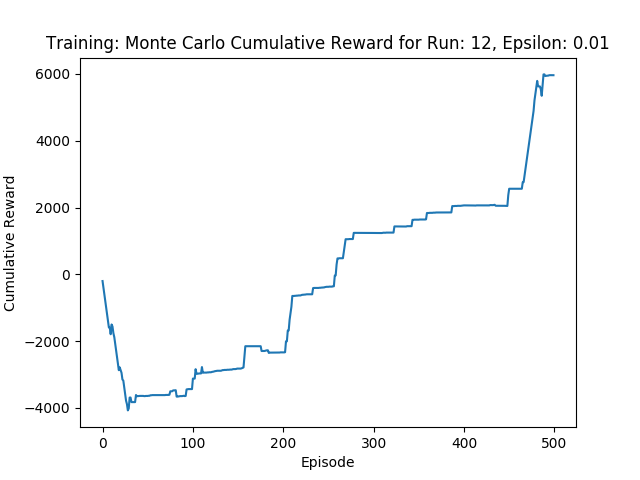 Training: Monte Carlo Cumulative Reward for Run: 12, Epsilon: 0.01
6000
4000
2000
0
−2000
−4000
Cumulative Reward
0 100 200 300 400 500
Episode